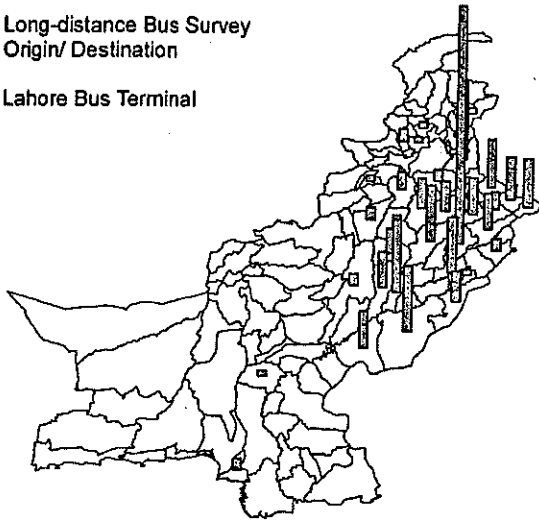 Long-distance Bus Survey
Origin/ Destination
Lahore Bus Terminal